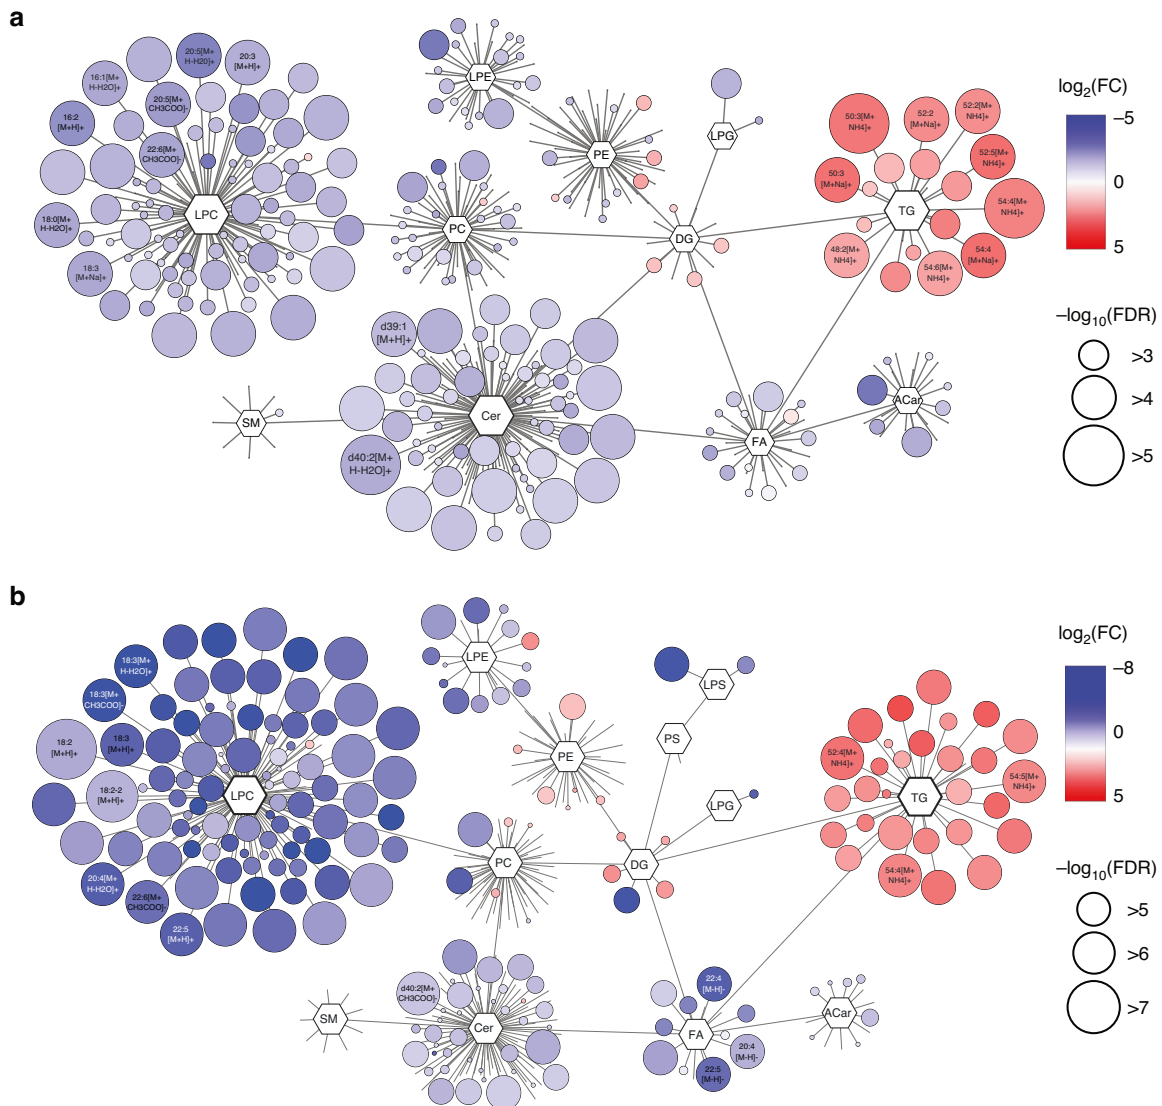 a
LPC
20:5[M+
H-H20]+
20:3
[M+H]+
16:1[M+
H-H2O]+
20:5[M+
CH3COO]-
16:2
[M+H]+
22:6[M+
CH3COO]-
18:0[M+
H-H2O]+
18:3
[M+Na]+
LPE
PE
PC
LPG
DG
TG
50:3[M+
NH4]+
52:2
[M+Na]+
52:2[M+
NH4]+
52:5[M+
NH4]+
50:3
[M+Na]+
54:4[M+
NH4]+
48:2[M+
NH4]+
54:6[M+
NH4]+
54:4
[M+Na]+
SM
Cer
d39:1
[M+H]+
d40:2[M+
H-H2O]+
FA
ACar
log2(FC)
–5
0
5
–log10(FDR)
>3
>4
>5
b
LPC
18:3[M+
H-H2O]+
18:3[M+
CH3COO]-
18:2
[M+H]+
18:3
[M+H]+
18:2-2
[M+H]+
20:4[M+
H-H2O]+
22:6[M+
CH3COO]-
22:5
[M+H]+
LPE
PE
LPS
PS
LPG
PC
DG
TG
52:4[M+
NH4]+
54:5[M+
NH4]+
54:4[M+
NH4]+
SM
Cer
d40:2[M+
CH3COO]-
FA
22:4
[M-H]-
20:4
[M-H]-
22:5
[M-H]-
ACar
log2(FC)
–8
0
5
–log10(FDR)
>5
>6
>7